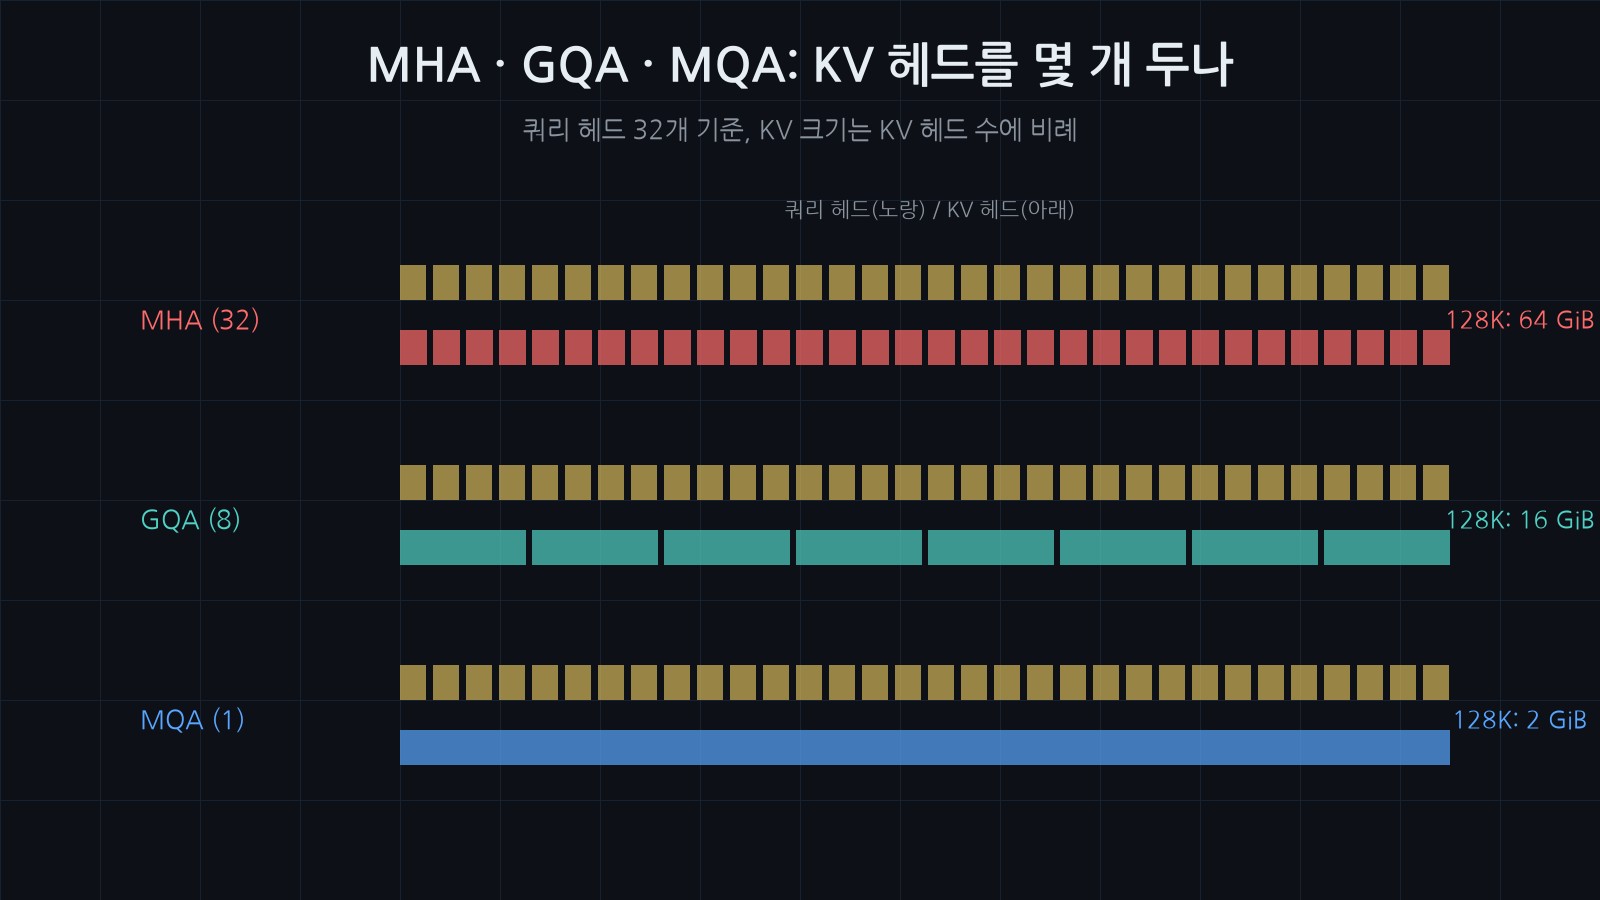 MHA · GQA · MQA: KV 헤드를 몇 개 두나
쿼리 헤드 32개 기준, KV 크기는 KV 헤드 수에 비례
쿼리 헤드(노랑) / KV 헤드(아래)
MHA (32)
128K: 64 GiB
GQA (8)
128K: 16 GiB
MQA (1)
128K: 2 GiB